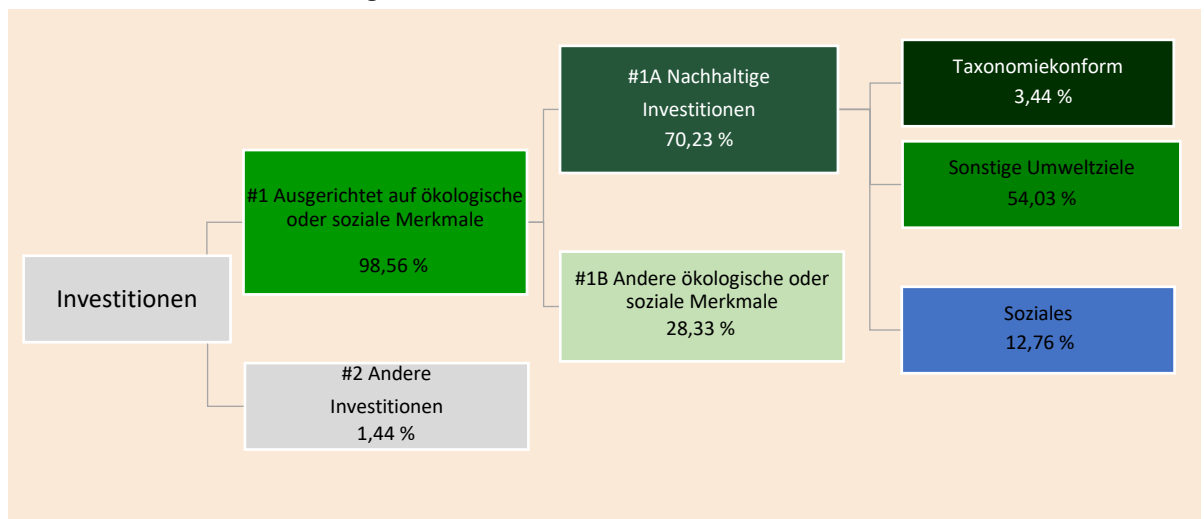 Investitionen
#1 Ausgerichtet auf ökologische
oder soziale Merkmale
98,56 %
#2 Andere
Investitionen
1,44 %
#1A Nachhaltige
Investitionen
70,23 %
#1B Andere ökologische oder
soziale Merkmale
28,33 %
Taxonomiekonform
3,44 %
Sonstige Umweltziele
54,03 %
Soziales
12,76 %